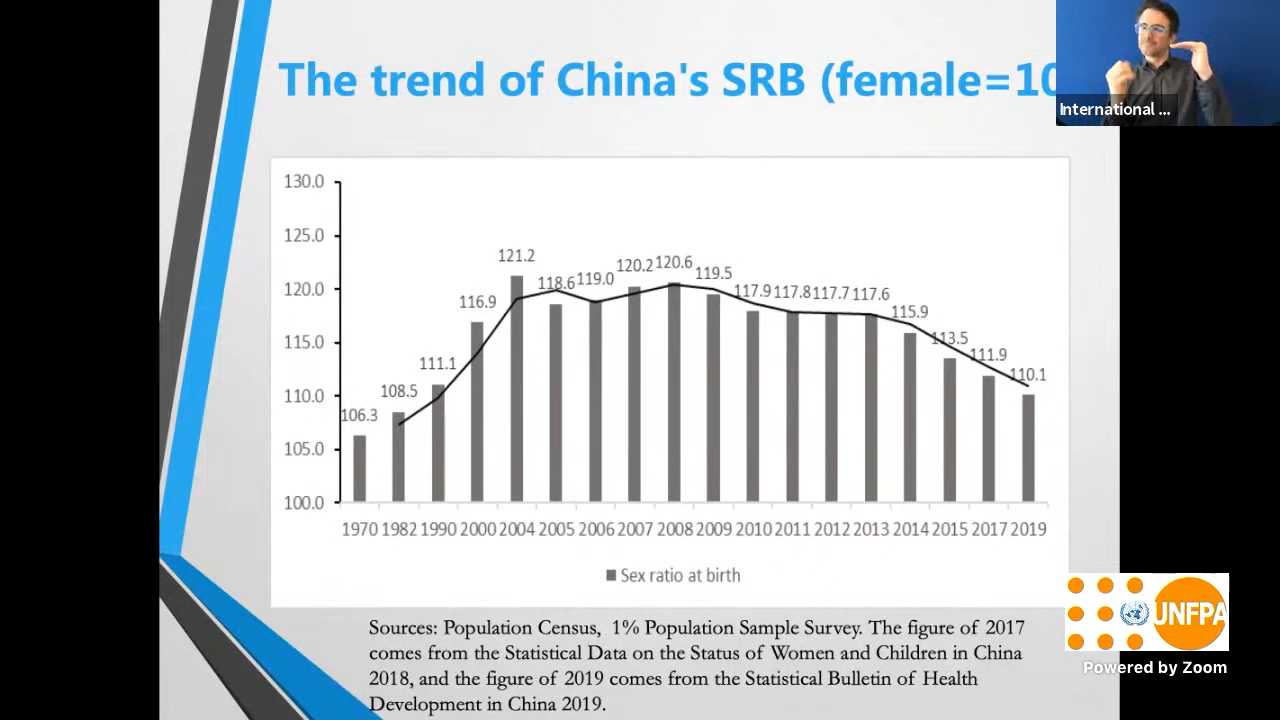 The trend of China's SRB (female=10
International ...
130.0
125.0
120.0
115.0
110.0
105.0
100.0
106.3
108.5
111.1
116.9
121.2
118.6
119.0
120.2
120.6
119.5
117.9
117.8
117.7
117.6
115.9
113.5
111.9
110.1
1970 1982 1990 2000 2004 2005 2006 2007 2008 2009 2010 2011 2012 2013 2014 2015 2017 2019
Sex ratio at birth
Sources: Population Census, 1% Population Sample Survey. The figure of 2017
comes from the Statistical Data on the Status of Women and Children in China
2018, and the figure of 2019 comes from the Statistical Bulletin of Health
Development in China 2019.
UNFPA
Powered by Zoom